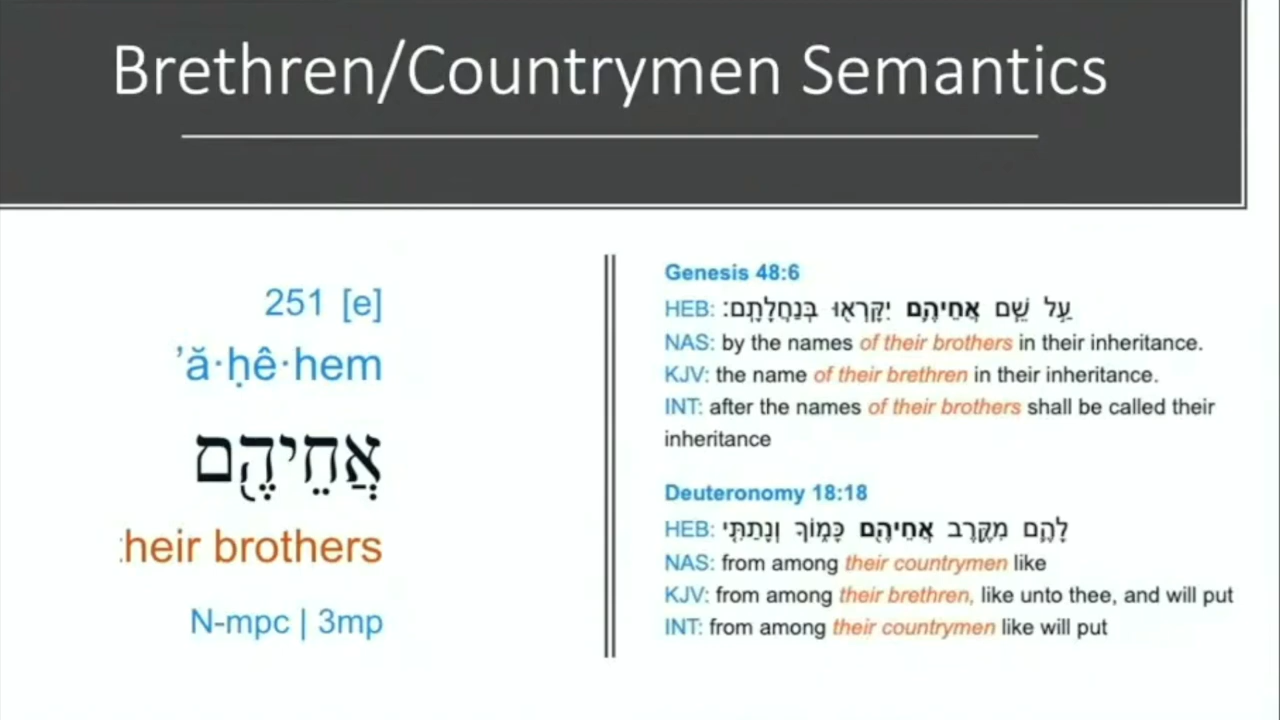 Brethren/Countrymen Semantics
251 [e]
’ă·ḥê·hem
אֲחֵיהֶ֖ם
heir brothers
N-mpc | 3mp
Genesis 48:6
HEB: עַ֣ל שֵׁ֧ם אֲחֵיהֶ֛ם יִקָּרְא֖וּ בְּנַחֲלָתָֽם׃
NAS: by the names of their brothers in their inheritance.
KJV: the name of their brethren in their inheritance.
INT: after the names of their brothers shall be called their
inheritance
Deuteronomy 18:18
HEB: לָהֶ֛ם מִקֶּ֥רֶב אֲחֵיהֶ֖ם כָּמ֑וֹךָ וְנָתַתִּ֤י
NAS: from among their countrymen like
KJV: from among their brethren, like unto thee, and will put
INT: from among their countrymen like will put